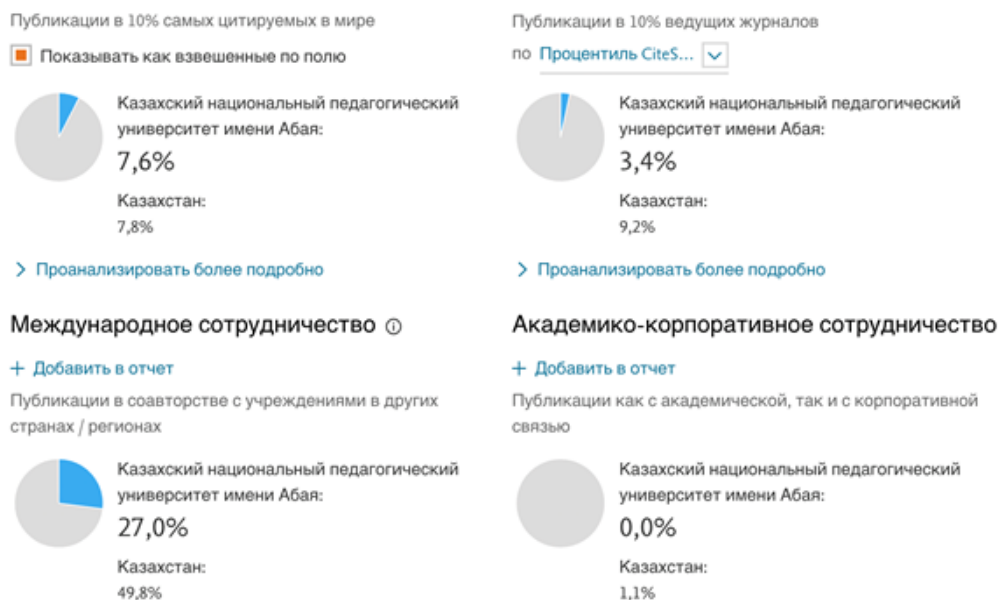 Публикации в 10% самых цитируемых в мире
Показывать как взвешенные по полю
Казахский национальный педагогический
университет имени Абая:
7,6%
Казахстан:
7,8%
Проанализировать более подробно
Публикации в 10% ведущих журналов
по Процентиль CiteS...
Казахский национальный педагогический
университет имени Абая:
3,4%
Казахстан:
9,2%
Проанализировать более подробно
Международное сотрудничество
+ Добавить в отчет
Публикации в соавторстве с учреждениями в других
странах / регионах
Казахский национальный педагогический
университет имени Абая:
27,0%
Казахстан:
49,8%
Академико-корпоративное сотрудничество
+ Добавить в отчет
Публикации как с академической, так и с корпоративной
связью
Казахский национальный педагогический
университет имени Абая:
0,0%
Казахстан:
1,1%